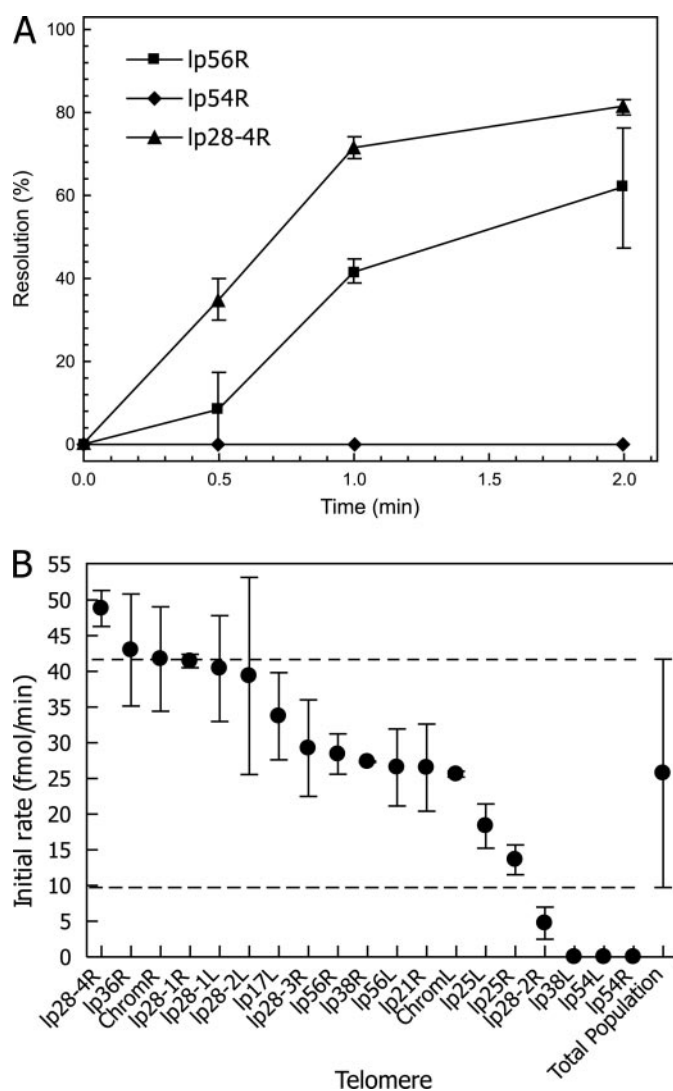 A
lp56R
lp54R
lp28-4R
100
80
60
40
20
0
Resolution (%)
0.0 0.5 1.0 1.5 2.0
Time (min)
B
55
50
45
40
35
30
25
20
15
10
5
0
Initial rate (fmol/min)
lp28-4R
lp36R
ChromR
lp28-1R
lp28-1L
lp28-2L
lp17L
lp28-3R
lp56R
lp38R
lp56L
lp21R
ChromL
lp25L
lp25R
lp28-2R
lp38L
lp54L
lp54R
Total Population
Telomere